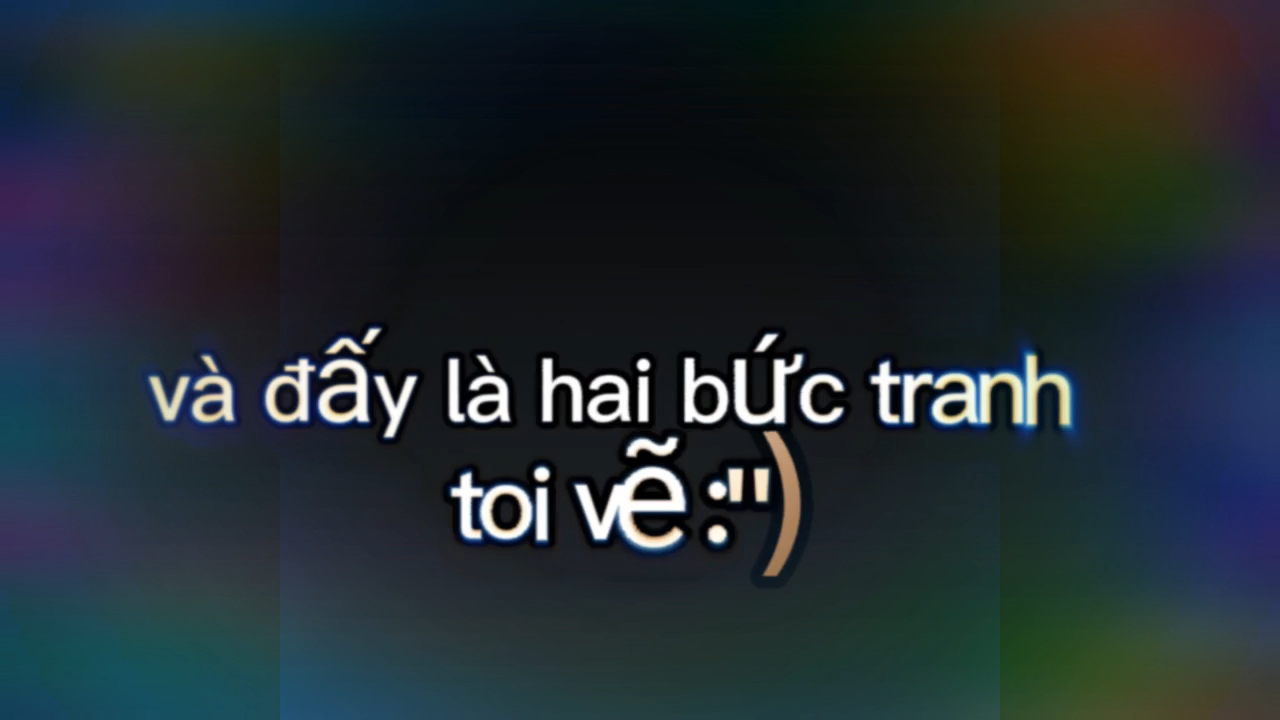 và đấy là hai bức tranh
toi vẽ :")